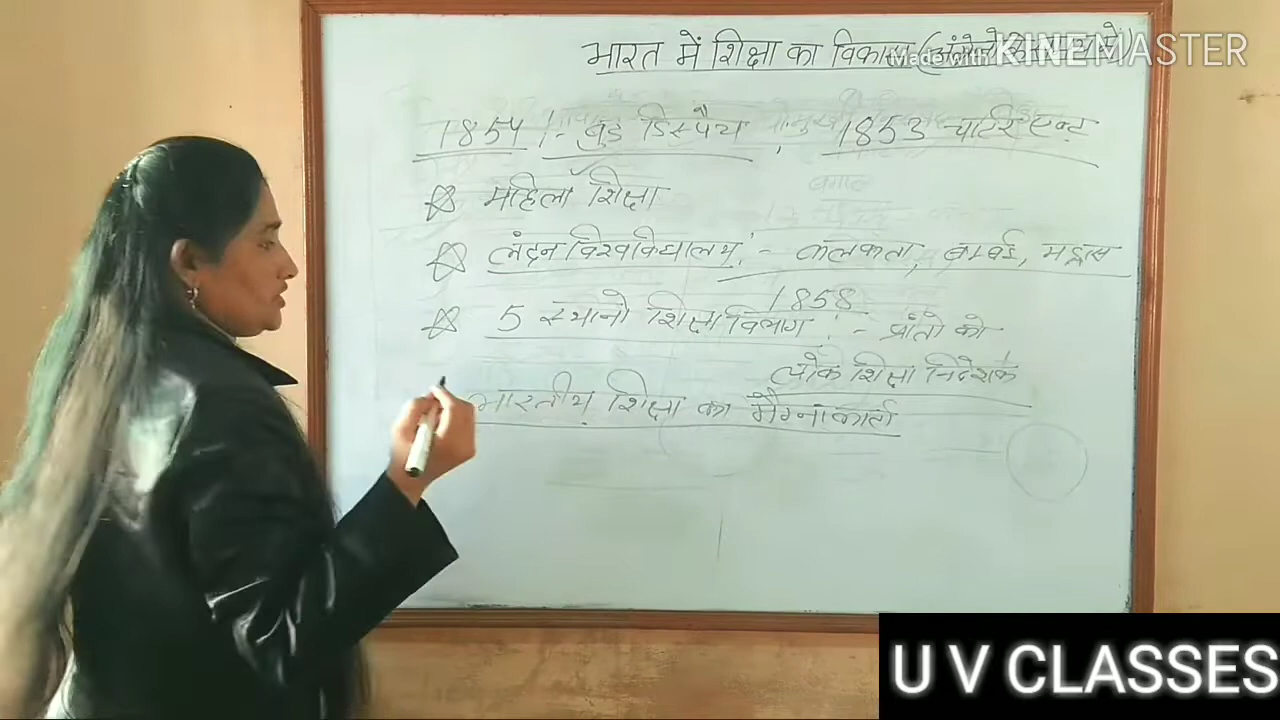 भारत में शिक्षा का विकास (अंग्रेजो के समय में)
Made with KINEMASTER
1854 :- वुड डिस्पैच , 1853 चार्टर एक्ट
महिला शिक्षा
लंदन विश्वविद्यालय :- कलकता, बम्बई, मद्रास
1858
5 स्थानो शिक्षा विभाग :- प्रांतो को
लोक शिक्षा निदेशक
भारतीय शिक्षा का मैग्नाकार्टा
U V CLASSES